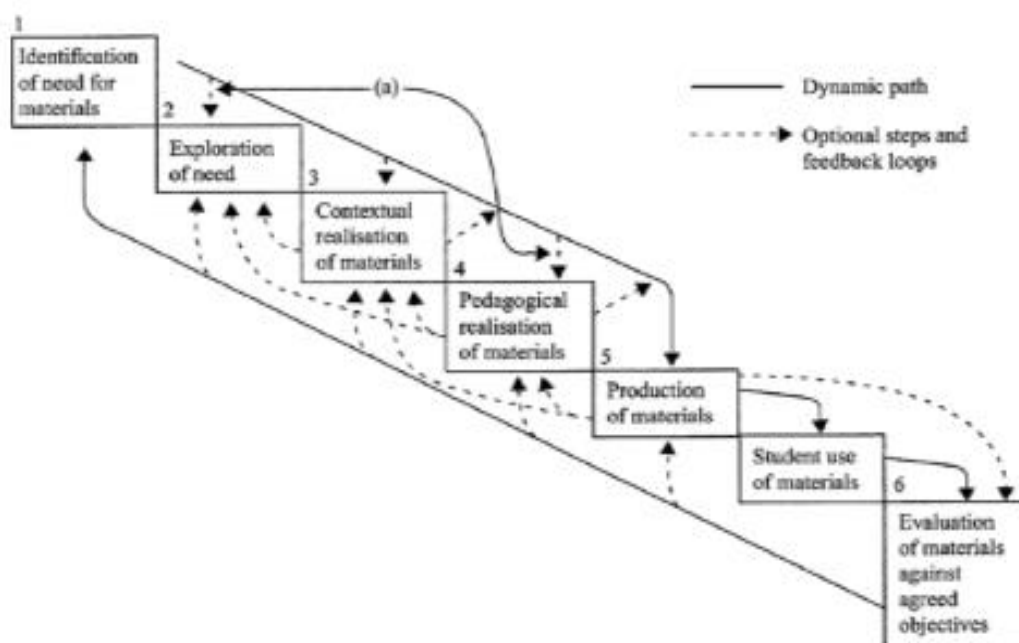 1
Identification
of need for
materials
2
Exploration
of need
3
Contextual
realisation
of materials
4
Pedagogical
realisation
of materials
5
Production
of materials
Student use
of materials
6
Evaluation
of materials
against
agreed
objectives
(a)
Dynamic path
Optional steps and
feedback loops